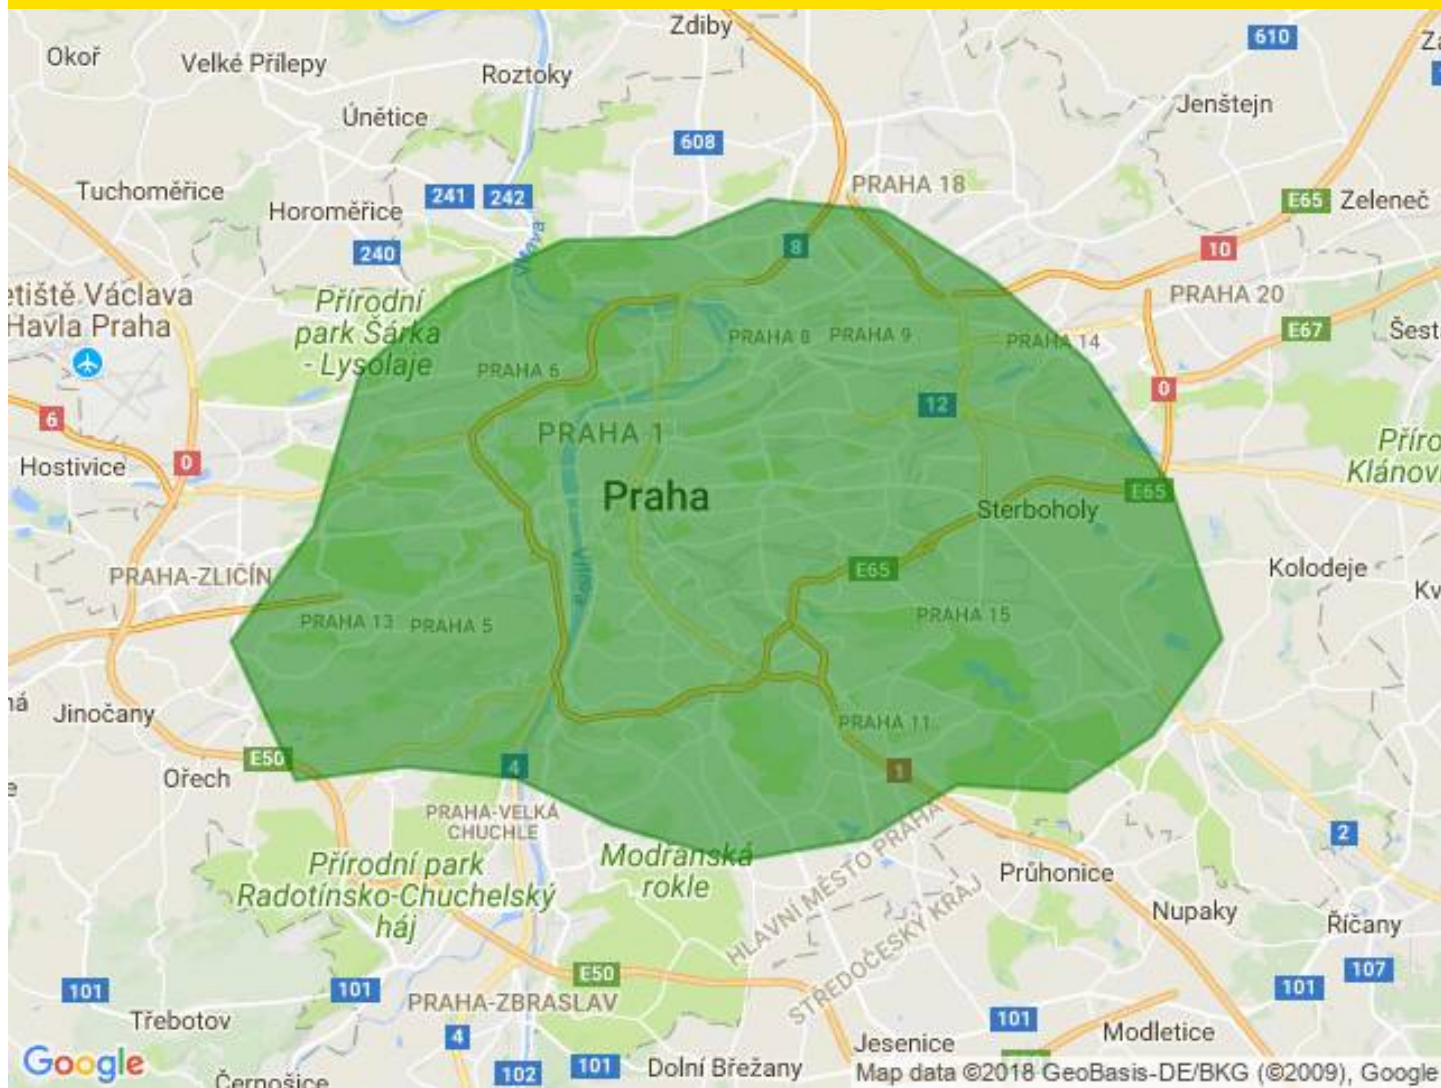 Zdiby
Okoř
Velké Přílepy
Roztoky
610
Únětice
Jenštejn
608
Tuchoměřice
241
242
PRAHA 18
E65
Zeleneč
Horoměřice
240
Vltava
8
10
etiště Václava
Havla Praha
Přírodní
park Šárka
- Lysolaje
PRAHA 20
E67
PRAHA 8
PRAHA 9
PRAHA 14
PRAHA 6
0
6
12
PRAHA 1
Hostivice
0
Praha
E65
Sterboholy
E65
Kolodeje
PRAHA-ZLIČÍN
Vltava
PRAHA 13
PRAHA 5
PRAHA 15
Jinočany
PRAHA 11
E50
4
1
Ořech
PRAHA-VELKÁ
CHUCHLE
2
Přírodní park
Radotínsko-Chuchelský
háj
Modřanská
rokle
HLAVNÍ MĚSTO PRAHA
STŘEDOČESKÝ KRAJ
Průhonice
Nupaky
Říčany
E50
107
101
101
101
PRAHA-ZBRASLAV
Třebotov
4
101
Modletice
Jesenice
Google
Černošice
102
101
Dolní Břežany
Map data ©2018 GeoBasis-DE/BKG (©2009), Google